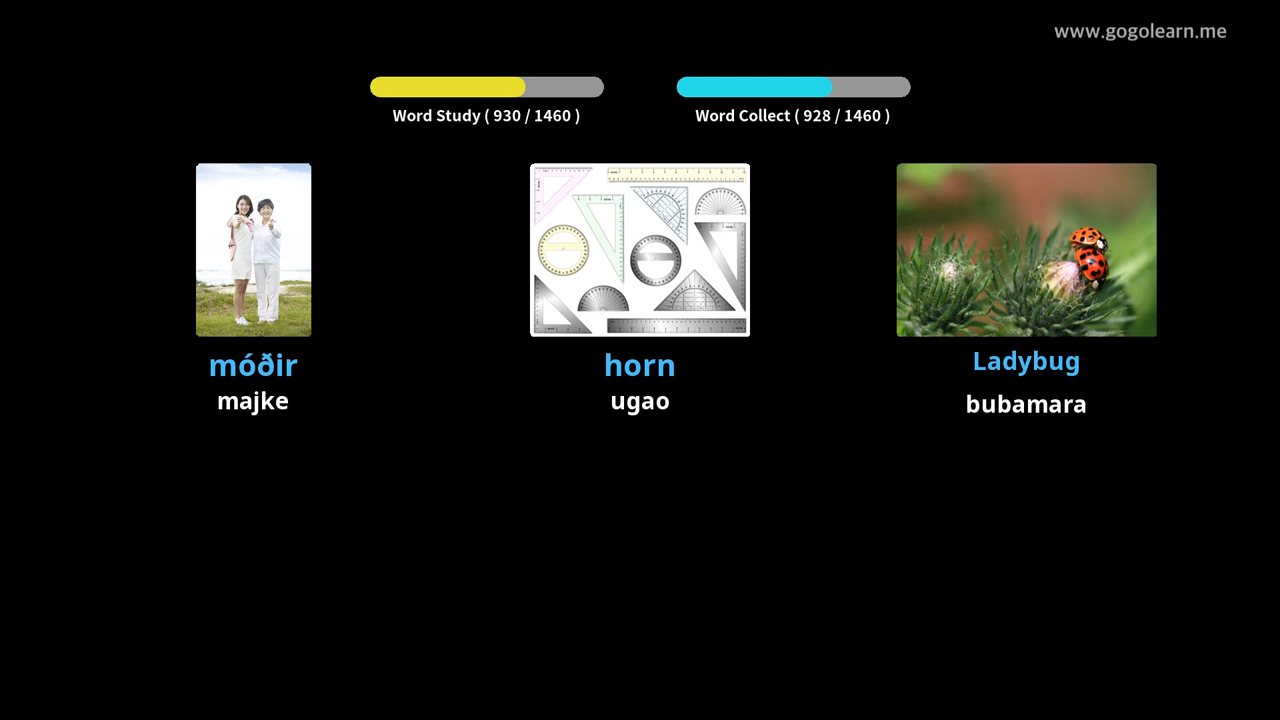 www.gogolearn.me
Word Study ( 930 / 1460 )
Word Collect ( 928 / 1460 )
móðir
horn
Ladybug
majke
ugao
bubamara